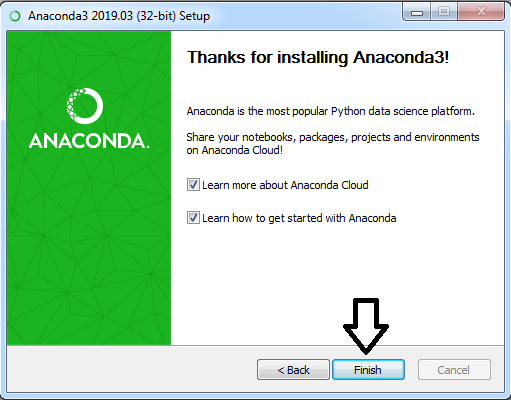 Anaconda3 2019.03 (32-bit) Setup
ANACONDA.
Thanks for installing Anaconda3!
Anaconda is the most popular Python data science platform.
Share your notebooks, packages, projects and environments
on Anaconda Cloud!
Learn more about Anaconda Cloud
Learn how to get started with Anaconda
< Back
Finish
Cancel